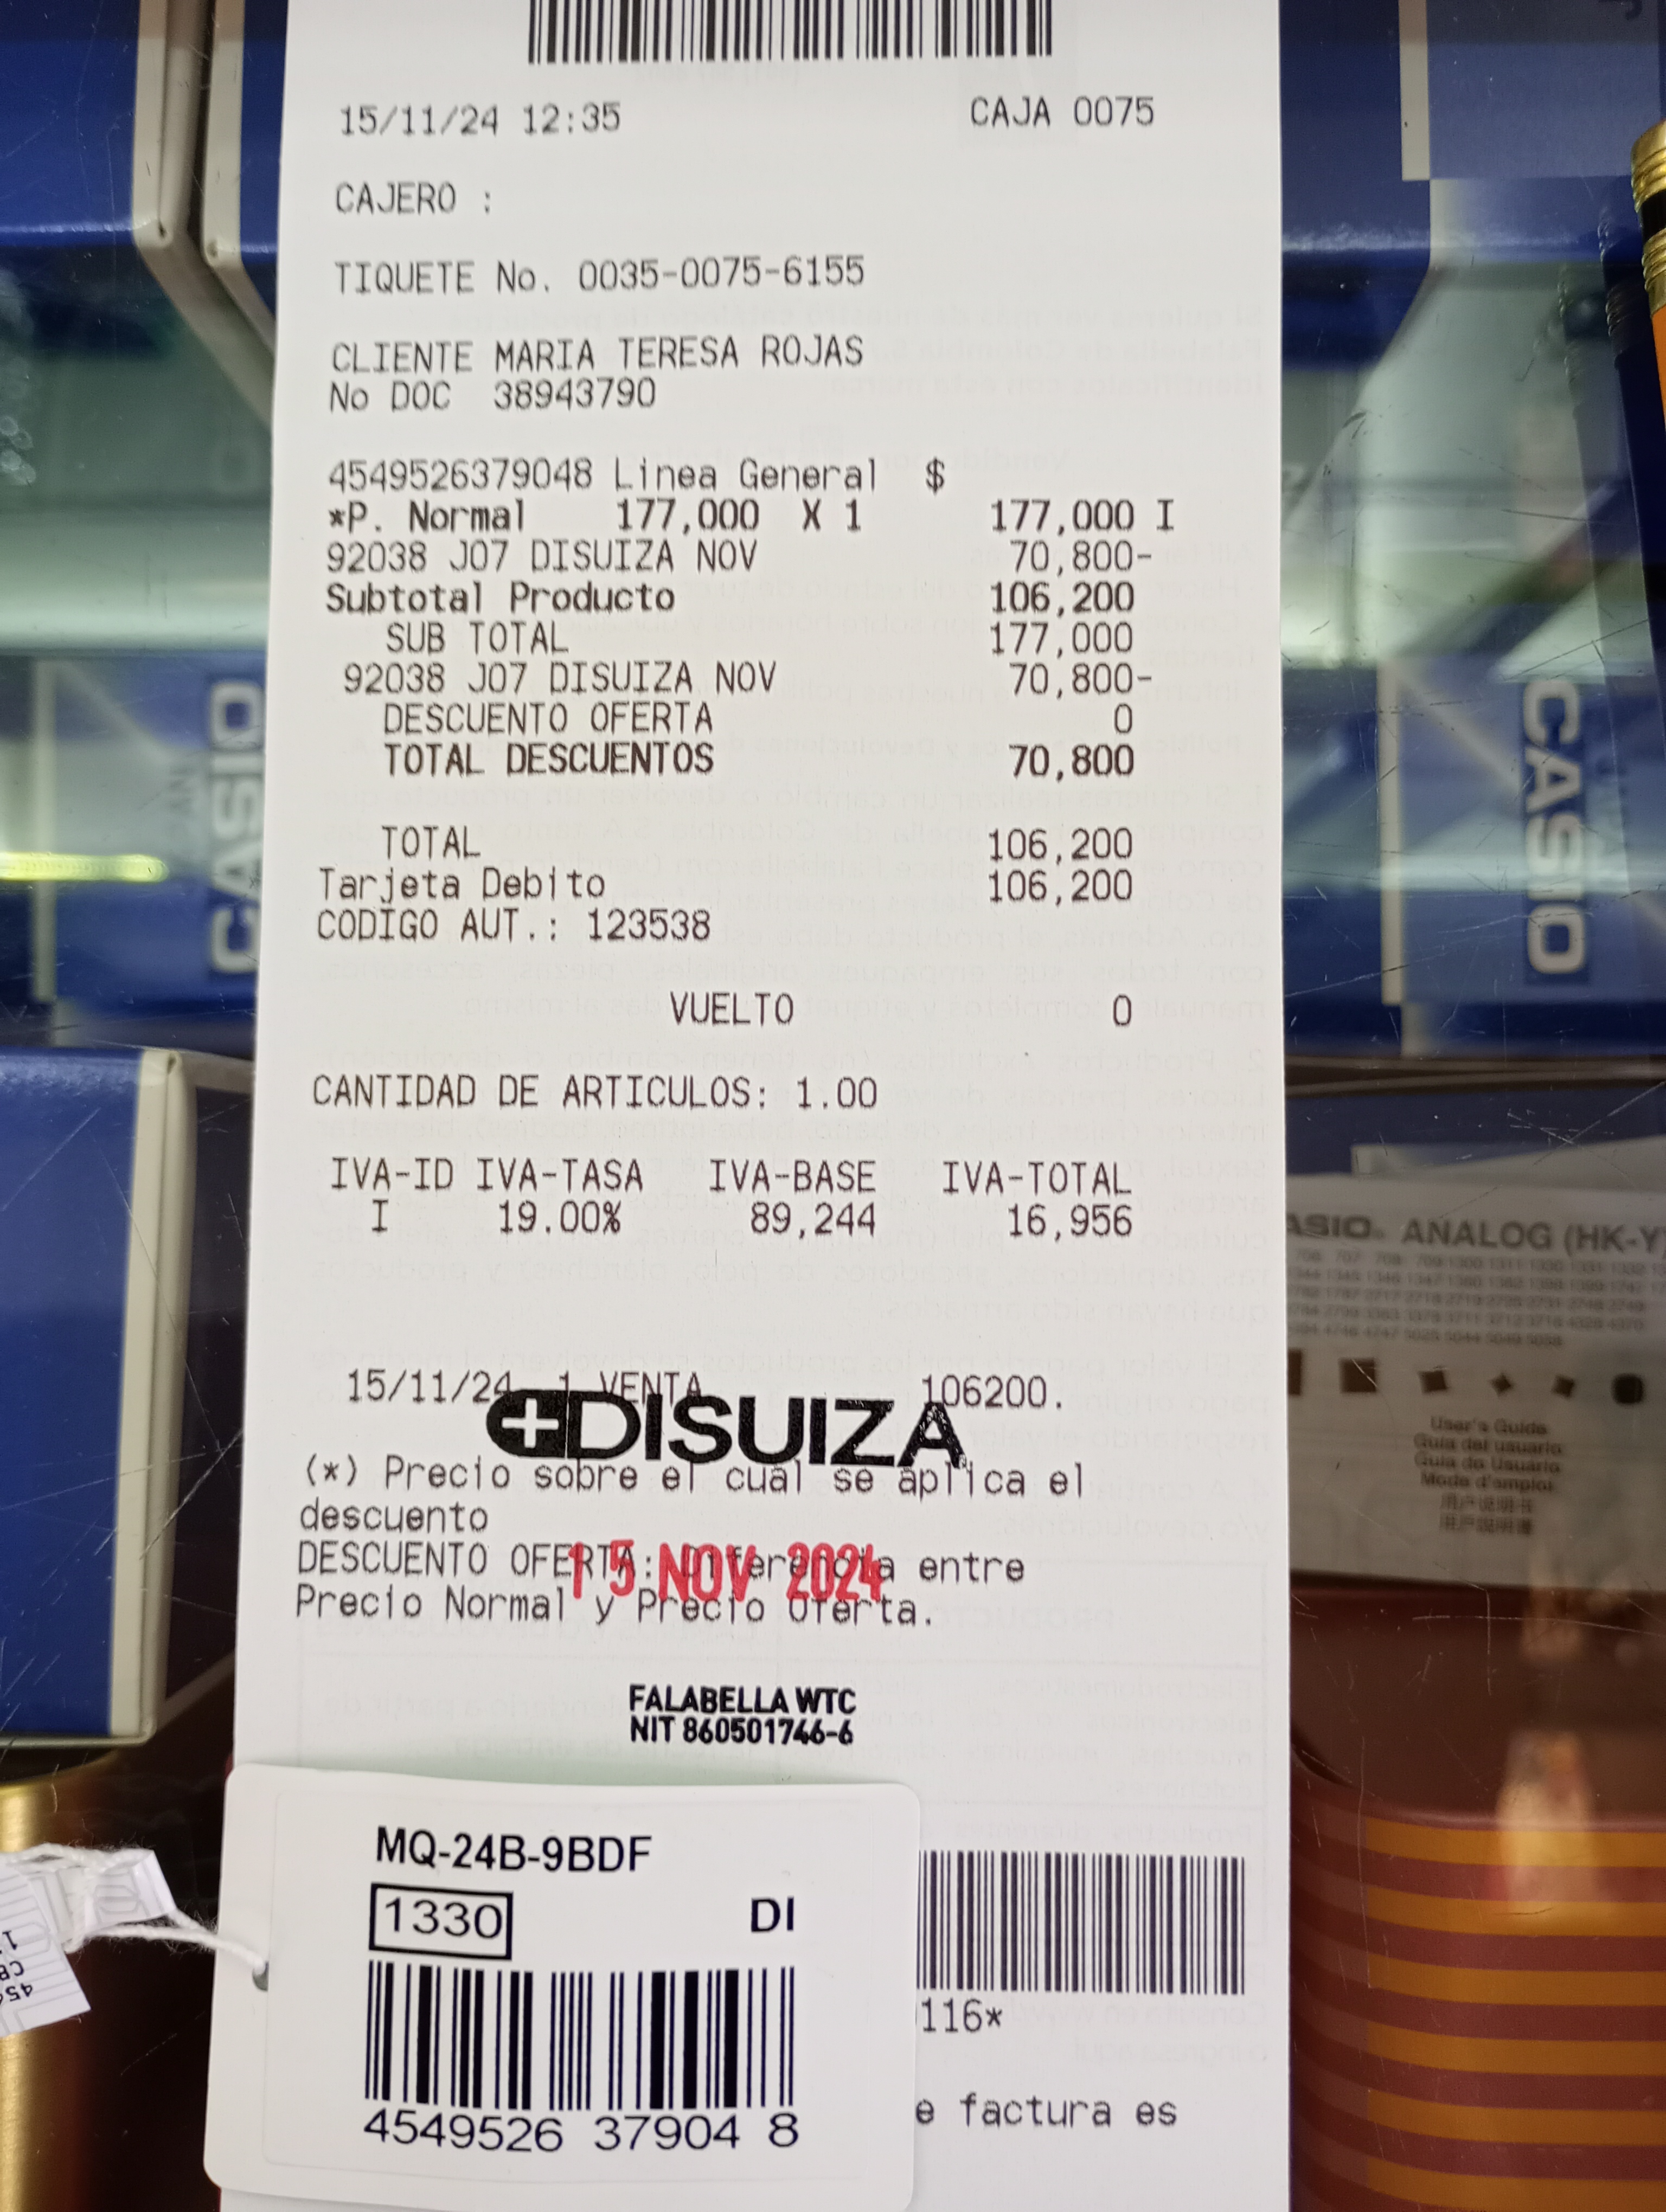 15/11/24 12:35 CAJA 0075
CAJERO :
TIQUETE No. 0035-0075-6155
CLIENTE MARIA TERESA ROJAS
No DOC 38943790
4549526379048 Linea General $
*P. Normal 177,000 X 1 177,000 I
92038 J07 DISUIZA NOV 70,800-
Subtotal Producto 106,200
SUB TOTAL 177,000
92038 J07 DISUIZA NOV 70,800-
DESCUENTO OFERTA 0
TOTAL DESCUENTOS 70,800
TOTAL 106,200
Tarjeta Debito 106,200
CODIGO AUT.: 123538
VUELTO 0
CANTIDAD DE ARTICULOS: 1.00
IVA-ID IVA-TASA IVA-BASE IVA-TOTAL
I 19.00% 89,244 16,956
15/11/24 1 VENTA 106200.
DISUIZA
(*) Precio sobre el cual se aplica el
descuento
DESCUENTO OFERTA: Diferencia entre
15 NOV 2024
Precio Normal y Precio Oferta.
FALABELLA WTC
NIT 860501746-6
MQ-24B-9BDF
1330 DI
4549526 37904 8
116*
e factura es
CASIO
CASIO
ASIO. ANALOG (HK-Y)
User's Guide
Guía del usuario
Guia do Usuário
Mode d'emploi